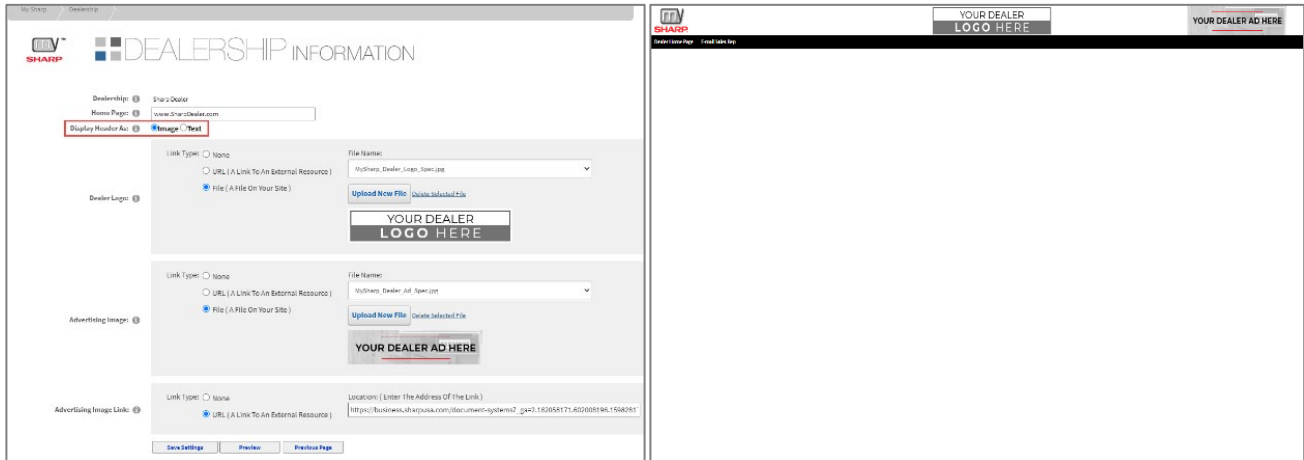 My Sharp Dealership
my™
SHARP
DEALERSHIP INFORMATION
Dealership: Sharp Dealer
Home Page: www.SharpDealer.com
Display Header As: Image Text
Dealer Logo:
Link Type: None
URL ( A Link To An External Resource )
File ( A File On Your Site )
File Name:
MySharp_Dealer_Logo_Spec.jpg
Upload New File Delete Selected File
YOUR DEALER
LOGO HERE
Advertising Image:
Link Type: None
URL ( A Link To An External Resource )
File ( A File On Your Site )
File Name:
MySharp_Dealer_Ad_Spec.jpg
Upload New File Delete Selected File
YOUR DEALER AD HERE
Advertising Image Link:
Link Type: None
URL ( A Link To An External Resource )
Location: ( Enter The Address Of The Link )
Save Settings Preview Previous Page
my
SHARP
YOUR DEALER
LOGO HERE
YOUR DEALER AD HERE
Dealer Home Page E-mail Sales Rep